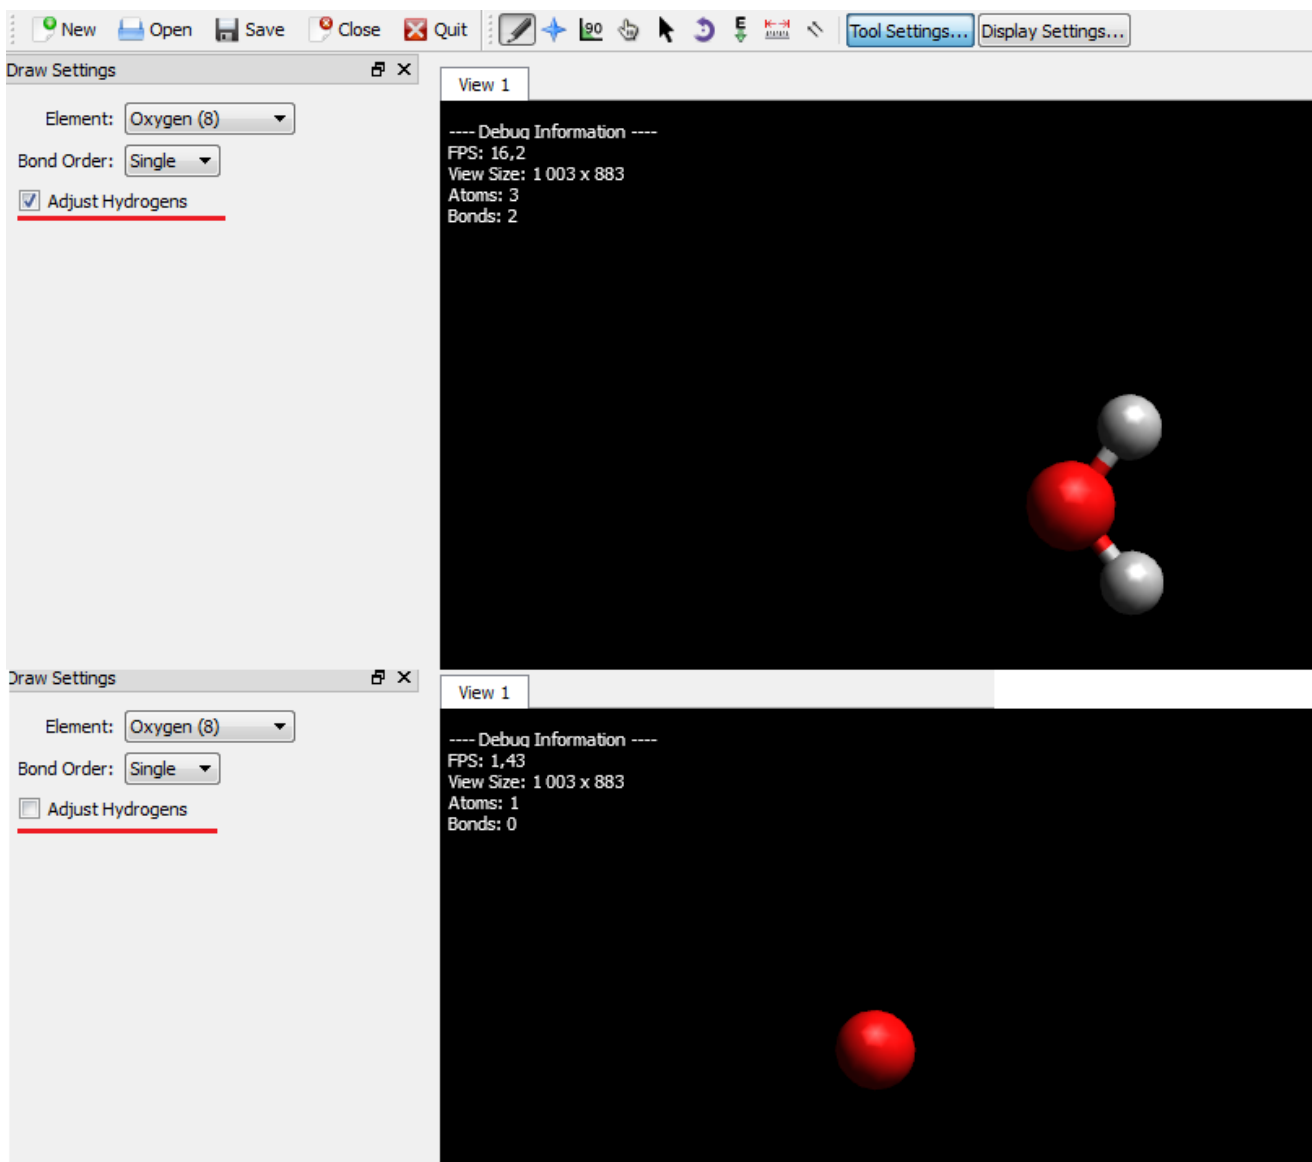 New Open Save Close Quit 90 E Tool Settings... Display Settings...
Draw Settings
View 1
Element: Oxygen (8)
Bond Order: Single
Adjust Hydrogens
---- Debug Information ----
FPS: 16,2
View Size: 1 003 x 883
Atoms: 3
Bonds: 2
Draw Settings
View 1
Element: Oxygen (8)
Bond Order: Single
Adjust Hydrogens
---- Debug Information ----
FPS: 1,43
View Size: 1 003 x 883
Atoms: 1
Bonds: 0